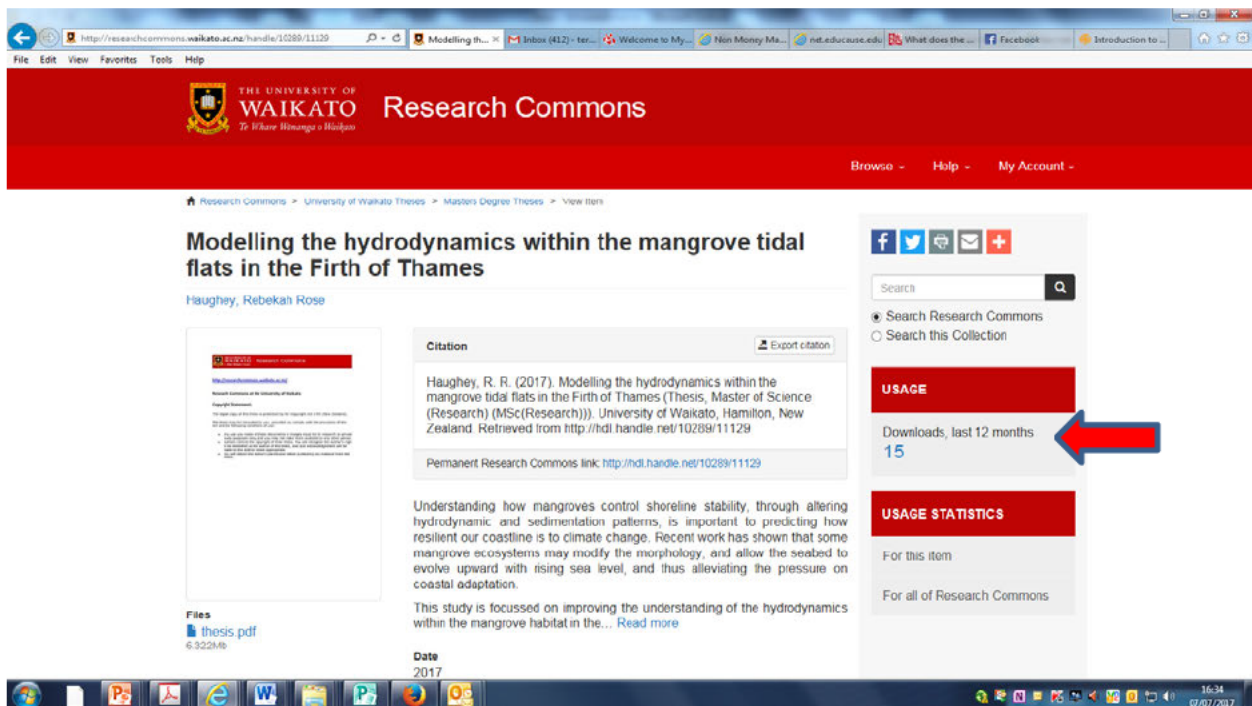 http://researchcommons.waikato.ac.nz/handle/10289/11129
Modelling th...
Inbox (412) - ter...
Welcome to My...
Non Money Ma...
net.educause.edu
What does the ...
Facebook
Introduction to ...
File Edit View Favorites Tools Help
THE UNIVERSITY OF
WAIKATO
Te Whare Wānanga o Waikato
Research Commons
Browse
Help
My Account
Research Commons > University of Waikato Theses > Masters Degree Theses > View Item
Modelling the hydrodynamics within the mangrove tidal
flats in the Firth of Thames
Haughey, Rebekah Rose
Citation
Export citation
Haughey, R. R. (2017). Modelling the hydrodynamics within the
mangrove tidal flats in the Firth of Thames (Thesis, Master of Science
(Research) (MSc(Research))). University of Waikato, Hamilton, New
Zealand. Retrieved from http://hdl.handle.net/10289/11129
Permanent Research Commons link: http://hdl.handle.net/10289/11129
Understanding how mangroves control shoreline stability, through altering
hydrodynamic and sedimentation patterns, is important to predicting how
resilient our coastline is to climate change. Recent work has shown that some
mangrove ecosystems may modify the morphology, and allow the seabed to
evolve upward with rising sea level, and thus alleviating the pressure on
coastal adaptation.
This study is focussed on improving the understanding of the hydrodynamics
within the mangrove habitat in the... Read more
Date
2017
Files
thesis.pdf
6.322Mb
Search
Search Research Commons
Search this Collection
USAGE
Downloads, last 12 months
15
USAGE STATISTICS
For this item
For all of Research Commons
16:34
07/07/2017